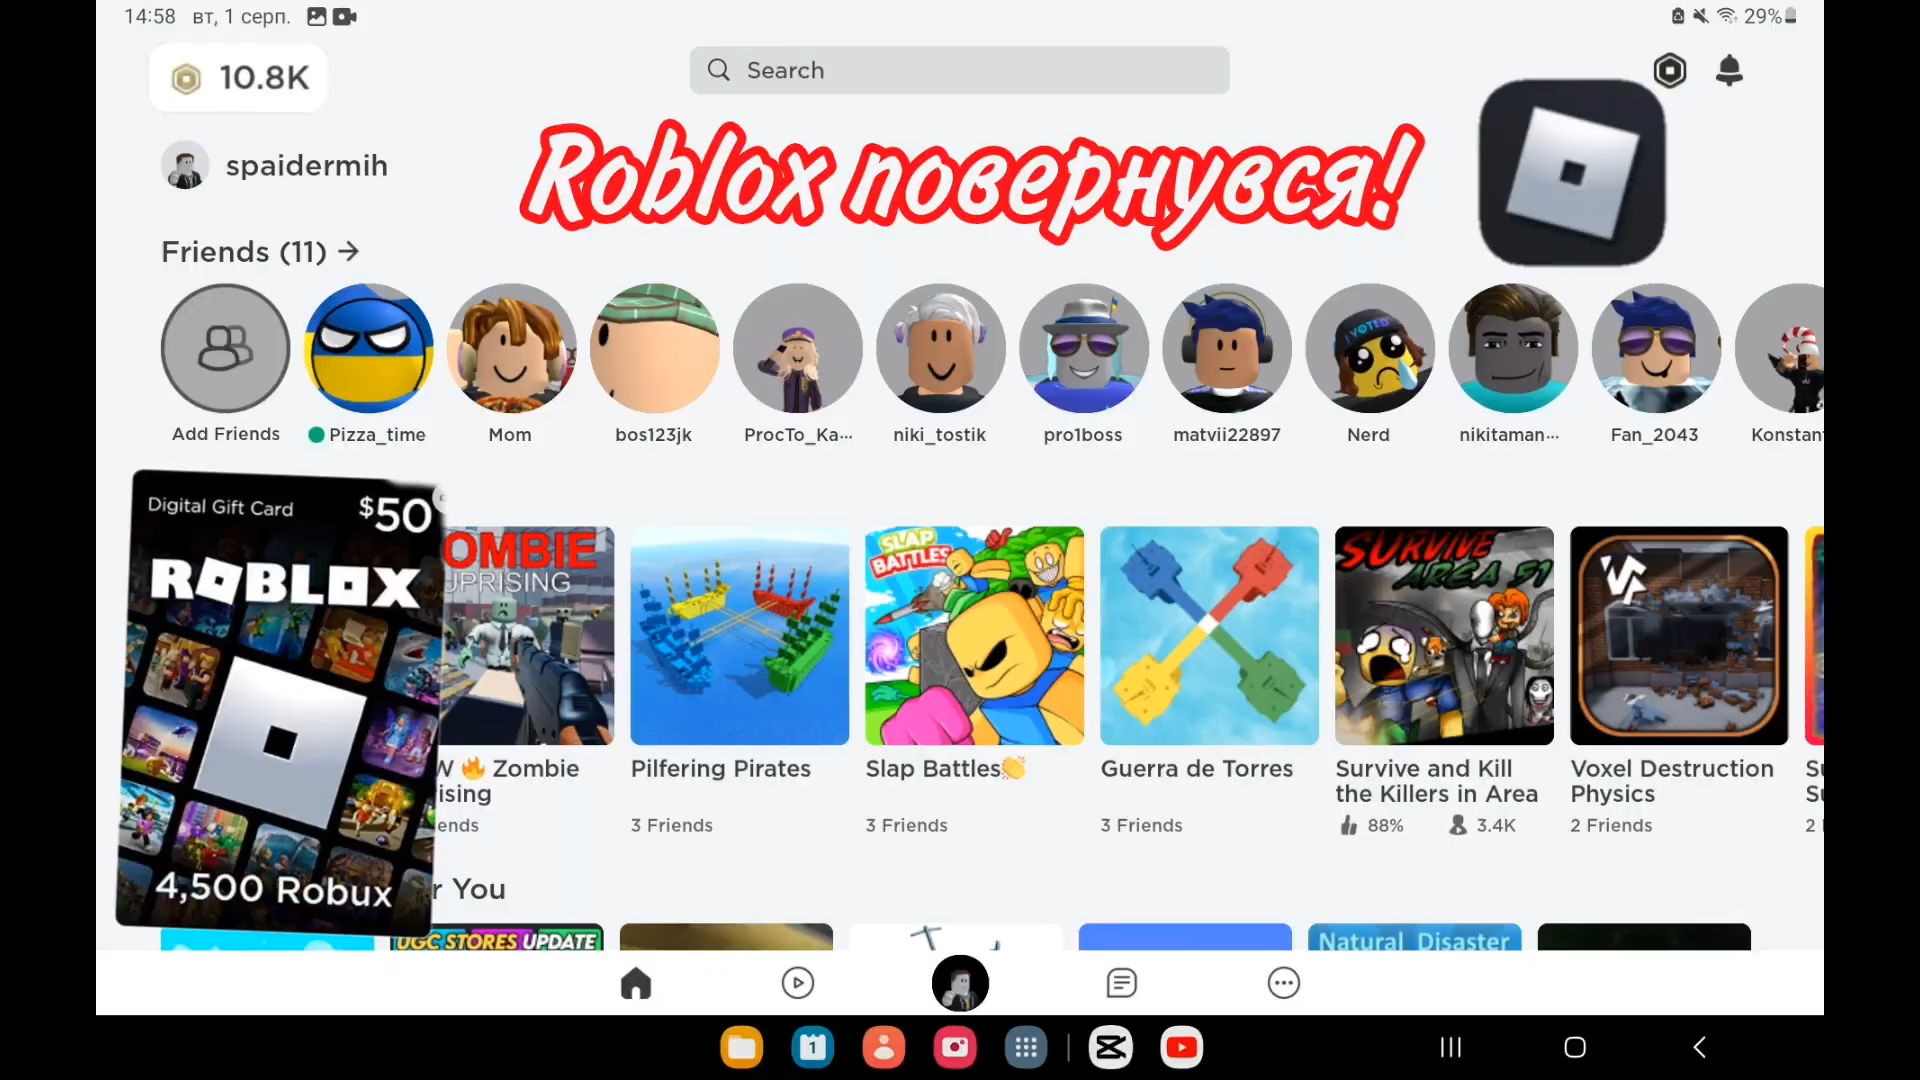 14:58 вт, 1 серп.
29%
10.8K
Search
spaidermih
Roblox повернувся!
Friends (11)
Add Friends
Pizza_time
Mom
bos123jk
ProcTo_Ka...
niki_tostik
pro1boss
matvii22897
Nerd
nikitaman...
Fan_2043
Konstan
I VOTED
Digital Gift Card $50
ROBLOX
4,500 Robux
OMBIE
UPRISING
SLAP
BATTLES
SURVIVE
AREA 51
W 🔥 Zombie
ising
ends
Pilfering Pirates
3 Friends
Slap Battles👏
3 Friends
Guerra de Torres
3 Friends
Survive and Kill
the Killers in Area
88% 3.4K
Voxel Destruction
Physics
2 Friends
2
r You
UGC STORES UPDATE
Natural Disaster
1